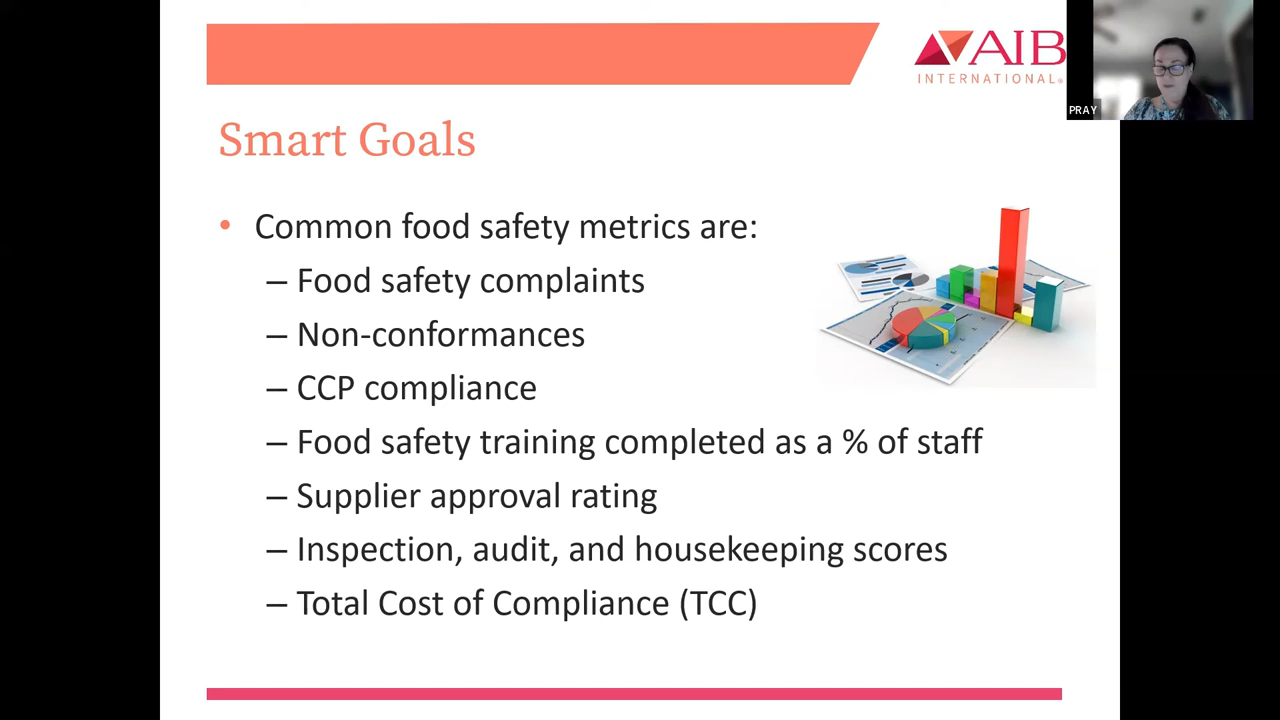 AIB
INTERNATIONAL®
PRAY
Smart Goals
• Common food safety metrics are:
– Food safety complaints
– Non-conformances
– CCP compliance
– Food safety training completed as a % of staff
– Supplier approval rating
– Inspection, audit, and housekeeping scores
– Total Cost of Compliance (TCC)